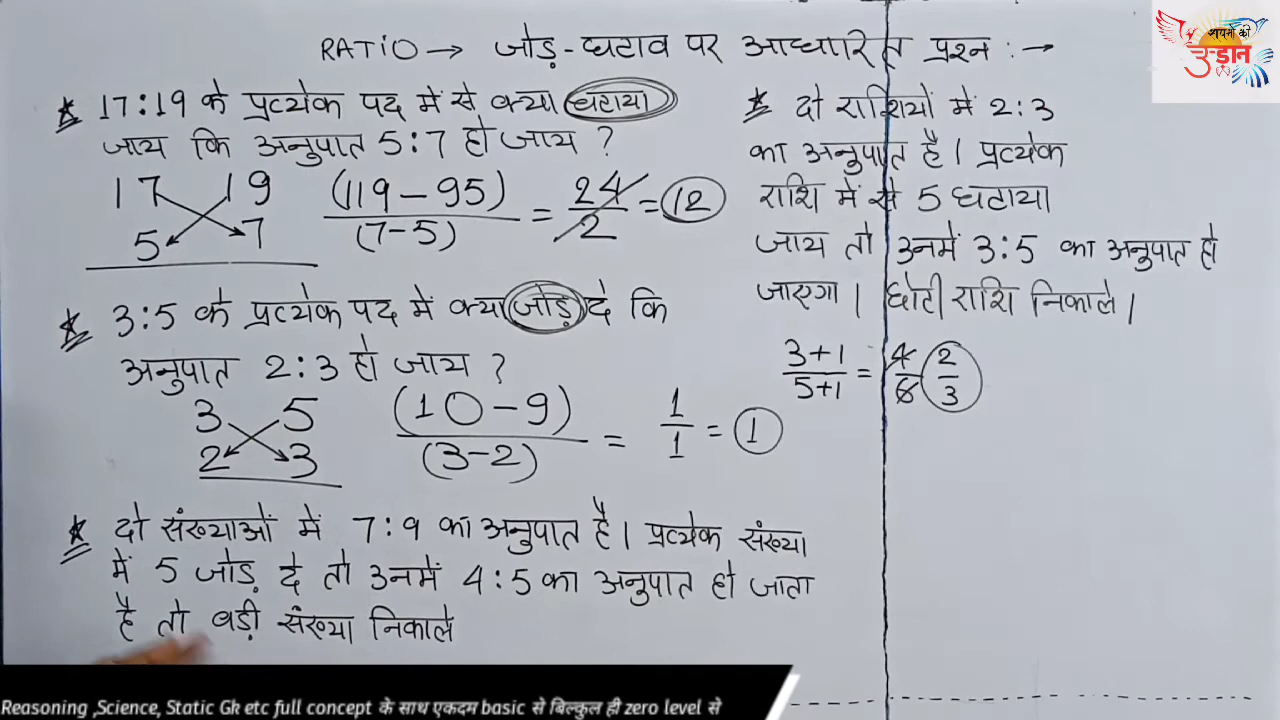 RATiO → जोड़ - घटाव पर आधारित प्रश्न :→
सपनों की
उड़ान
★ 17:19 के प्रत्येक पद में से क्या घटाया
जाय कि अनुपात 5:7 हो जाय ?
17 19
5 7
(119-95)/(7-5) = 24/2 = 12
★ 3:5 के प्रत्येक पद में क्या जोड़ दे कि
अनुपात 2:3 हो जाय ?
3 5
2 3
(10-9)/(3-2) = 1/1 = 1
★ दो संख्याओं में 7:9 का अनुपात है। प्रत्येक संख्या
में 5 जोड़ दे तो उनमें 4:5 का अनुपात हो जाता
है तो बड़ी संख्या निकाले
★ दो राशियों में 2:3
का अनुपात है। प्रत्येक
राशि में से 5 घटाया
जाय तो उनमें 3:5 का अनुपात हो
जाएगा। छोटी राशि निकाले।
3+1/5+1 = 4/6 2/3
Reasoning ,Science, Static Gk etc full concept के साथ एकदम basic से बिल्कुल ही zero level से